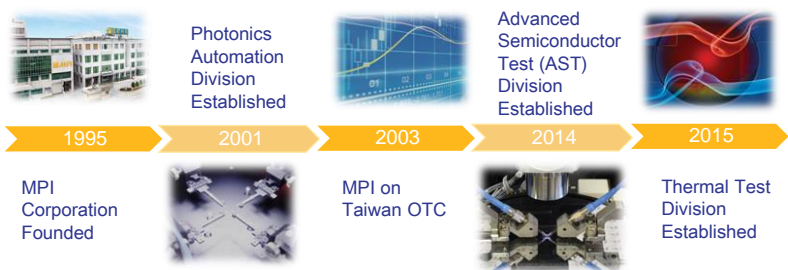 Photonics
Automation
Division
Established
Advanced
Semiconductor
Test (AST)
Division
Established
1995
2001
2003
2014
2015
MPI
Corporation
Founded
MPI on
Taiwan OTC
Thermal Test
Division
Established